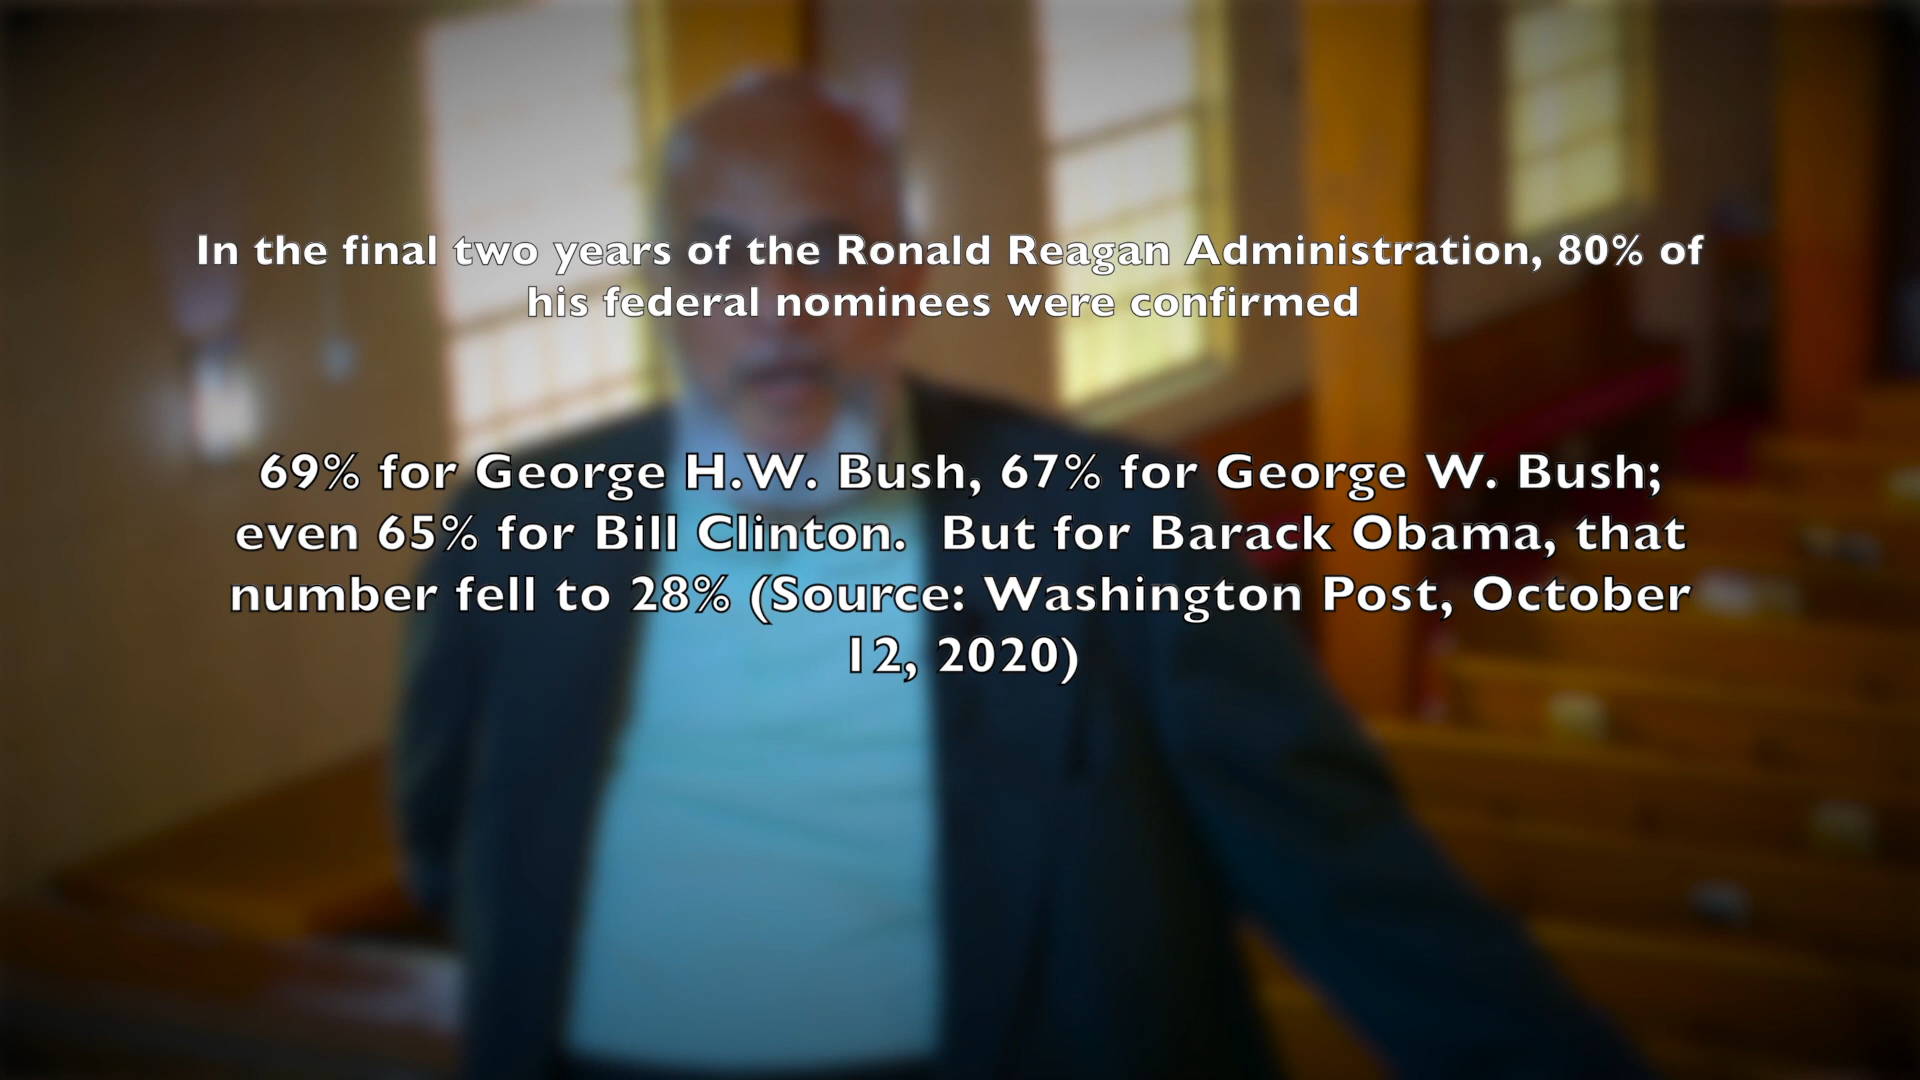 In the final two years of the Ronald Reagan Administration, 80% of
his federal nominees were confirmed
69% for George H.W. Bush, 67% for George W. Bush;
even 65% for Bill Clinton.  But for Barack Obama, that
number fell to 28% (Source: Washington Post, October
12, 2020)